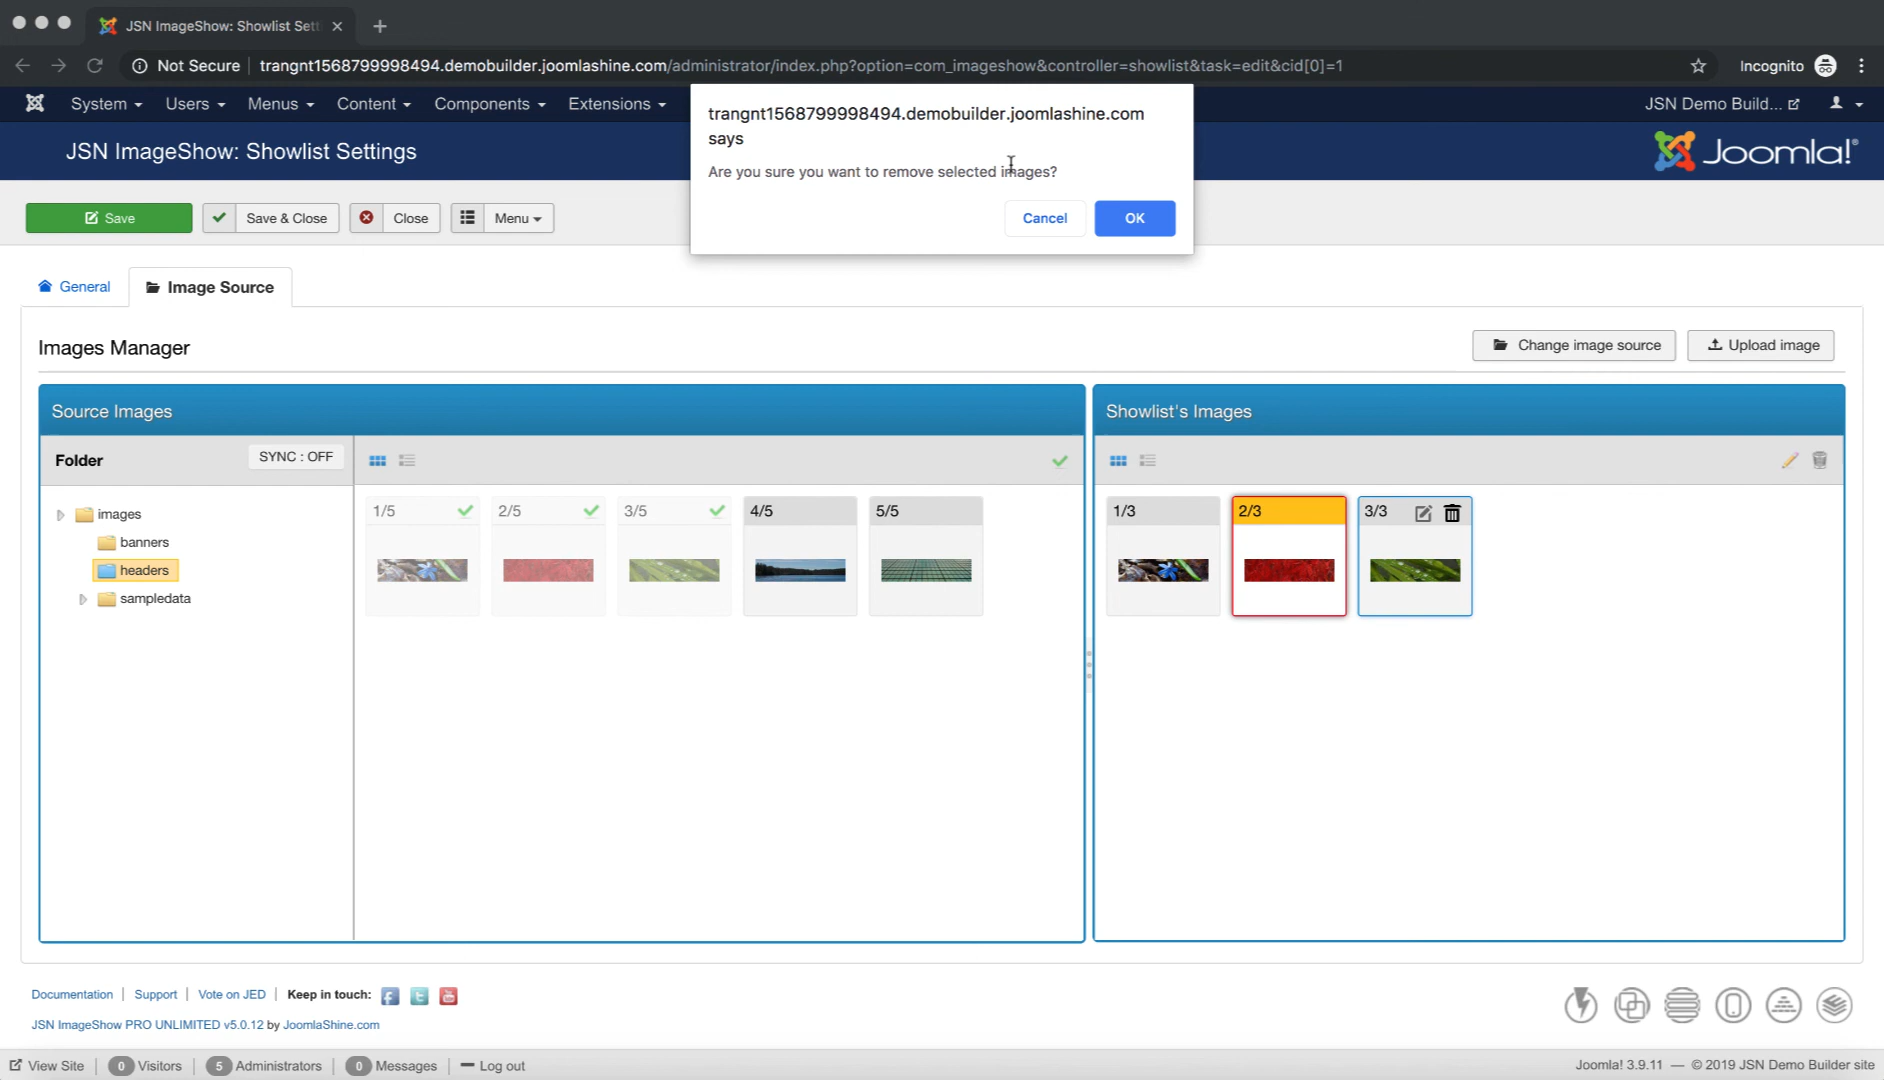 JSN ImageShow: Showlist Sett
Not Secure
trangnt1568799998494.demobuilder.joomlashine.com/administrator/index.php?option=com_imageshow&controller=showlist&task=edit&cid[0]=1
Incognito
System
Users
Menus
Content
Components
Extensions
JSN Demo Build...
trangnt1568799998494.demobuilder.joomlashine.com
says
Are you sure you want to remove selected images?
Cancel
OK
JSN ImageShow: Showlist Settings
Joomla!
Save
Save & Close
Close
Menu
General
Image Source
Images Manager
Change image source
Upload image
Source Images
Showlist's Images
Folder
SYNC : OFF
images
banners
headers
sampledata
1/5
2/5
3/5
4/5
5/5
1/3
2/3
3/3
Documentation
Support
Vote on JED
Keep in touch:
JSN ImageShow PRO UNLIMITED v5.0.12 by JoomlaShine.com
View Site
0 Visitors
5 Administrators
0 Messages
Log out
Joomla! 3.9.11 — © 2019 JSN Demo Builder site